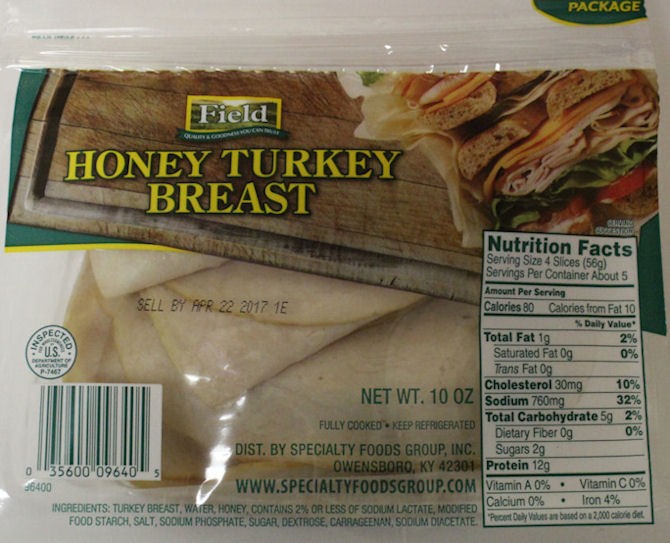 PACKAGE
Field
QUALITY & GOODNESS YOU CAN TRUST
HONEY TURKEY
BREAST
SERVING
SUGGESTION
SELL BY APR 22 2017 1E
INSPECTED
U.S.
DEPARTMENT OF
AGRICULTURE
P-7467
NET WT. 10 OZ
FULLY COOKED • KEEP REFRIGERATED
DIST. BY SPECIALTY FOODS GROUP, INC.
OWENSBORO, KY 42301
WWW.SPECIALTYFOODSGROUP.COM
0 35600 09640 5
36400
INGREDIENTS: TURKEY BREAST, WATER, HONEY, CONTAINS 2% OR LESS OF SODIUM LACTATE, MODIFIED
FOOD STARCH, SALT, SODIUM PHOSPHATE, SUGAR, DEXTROSE, CARRAGEENAN, SODIUM DIACETATE.
Nutrition Facts
Serving Size 4 Slices (56g)
Servings Per Container About 5
Amount Per Serving
Calories 80 Calories from Fat 10
% Daily Value*
Total Fat 1g 2%
Saturated Fat 0g 0%
Trans Fat 0g
Cholesterol 30mg 10%
Sodium 760mg 32%
Total Carbohydrate 5g 2%
Dietary Fiber 0g 0%
Sugars 2g
Protein 12g
Vitamin A 0% • Vitamin C 0%
Calcium 0% • Iron 4%
*Percent Daily Values are based on a 2,000 calorie diet.